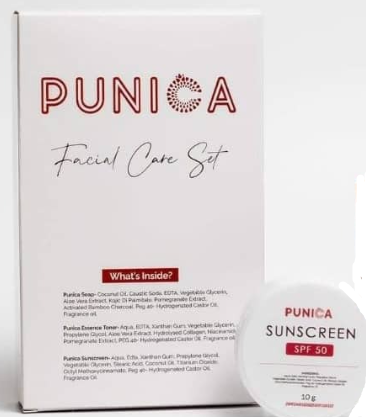 PUNICA
Facial Care Set
What's Inside?
Punica Soap- Coconut Oil, Caustic Soda, EDTA, Vegetable Glycerin,
Aloe Vera Extract, Kojic Di Palmitate, Pomegranate Extract,
Activated Bamboo Charcoal, Peg 40- Hydrogenated Castor Oil,
Fragrance oil.
Punica Essence Toner- Aqua, EDTA, Xanthan Gum, Vegetable Glycerin,
Propylene Glycol, Aloe Vera Extract, Hydrolysed Collagen, Niacinamide,
Pomegranate Extract, PEG 40- Hydrogenated Castor Oil, Fragrance oil
Punica Sunscreen- Aqua, Edta, Xanthan Gum, Propylene Glycol,
Vegetable Glycerin, Stearic Acid, Coconut Oil, Titanium Dioxide,
Octyl Methoxycinnamate, Peg 40- Hydrogenated Castor Oil,
Fragrance Oil
PUNICA
SUNSCREEN
SPF 50
10 g